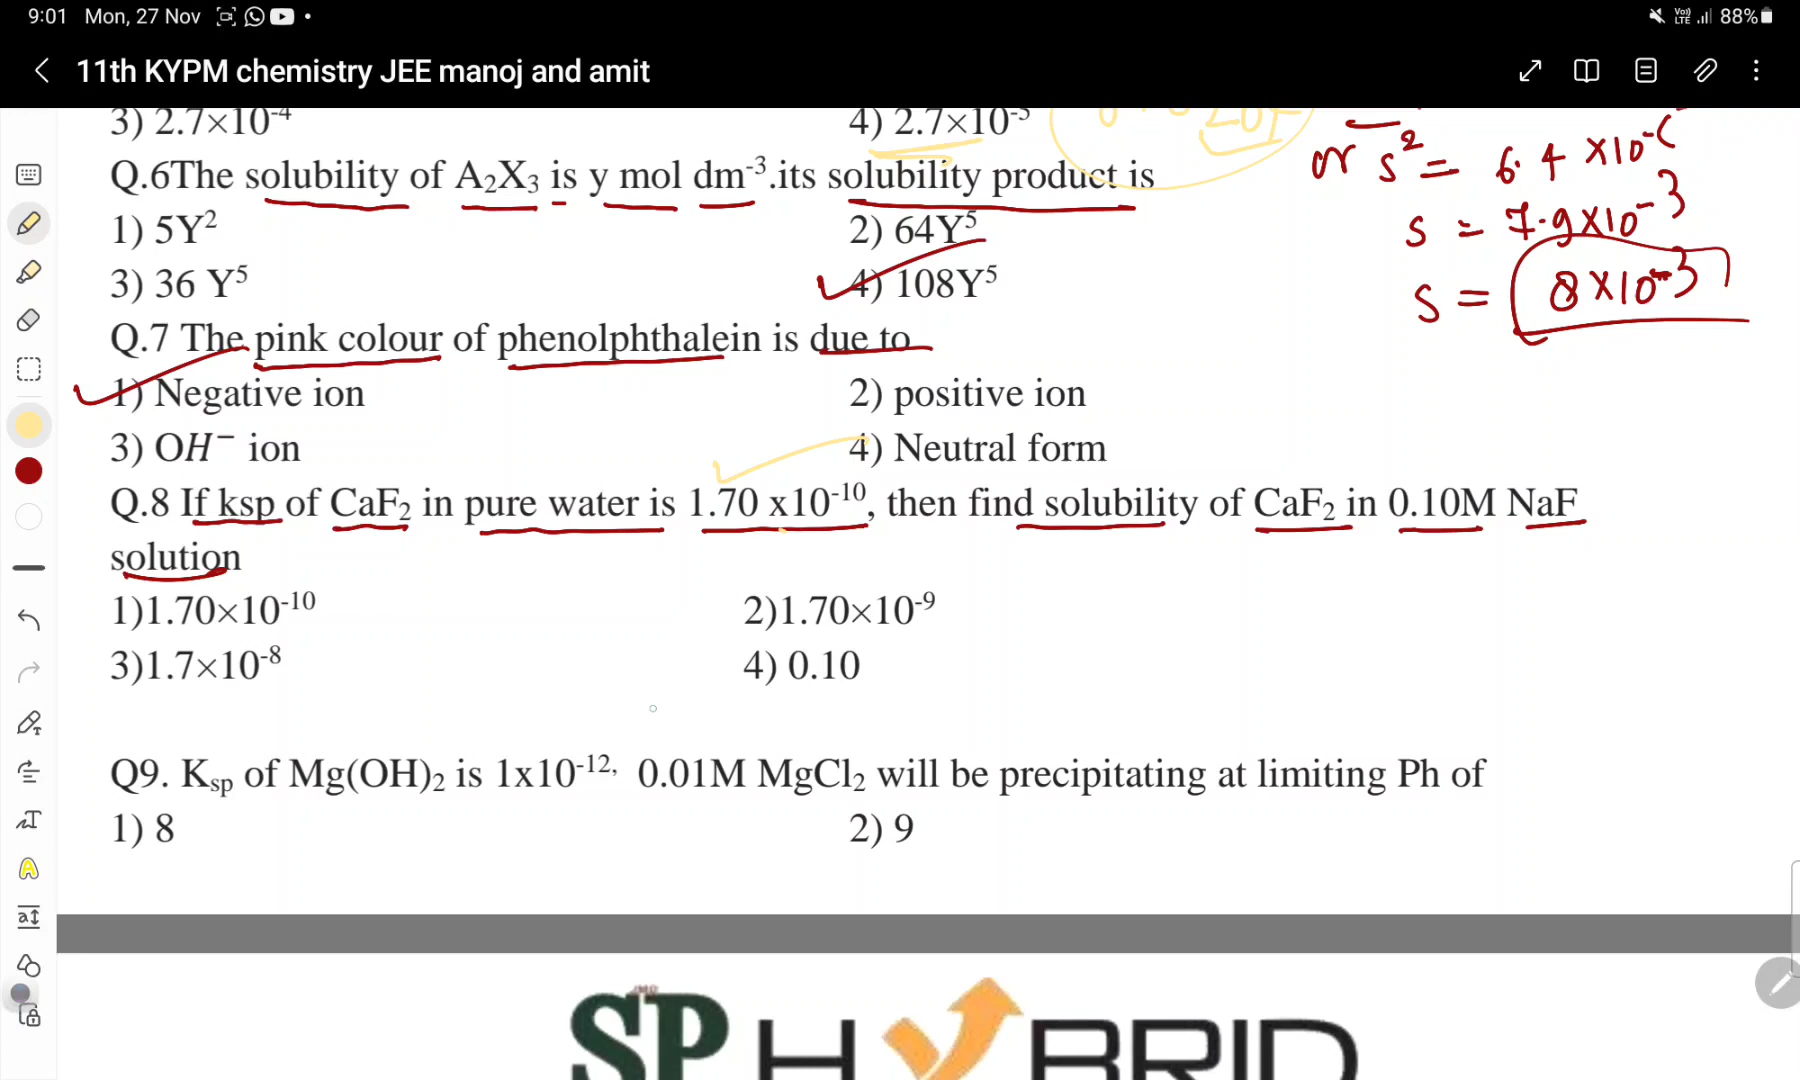 9:01 Mon, 27 Nov
88%
11th KYPM chemistry JEE manoj and amit
3) 2.7×10⁻⁴ 4) 2.7×10⁻⁵
or s² = 6.4 ×10⁻
Q.6The solubility of A₂X₃ is y mol dm⁻³.its solubility product is
1) 5Y² 2) 64Y⁵
s = 7.9×10⁻³
3) 36 Y⁵ 4) 108Y⁵
s = 8×10⁻³
Q.7 The pink colour of phenolphthalein is due to
1) Negative ion 2) positive ion
3) OH⁻ ion 4) Neutral form
Q.8 If ksp of CaF₂ in pure water is 1.70 x10⁻¹⁰, then find solubility of CaF₂ in 0.10M NaF
solution
1)1.70×10⁻¹⁰ 2)1.70×10⁻⁹
3)1.7×10⁻⁸ 4) 0.10
Q9. Kₛₚ of Mg(OH)₂ is 1x10⁻¹², 0.01M MgCl₂ will be precipitating at limiting Ph of
1) 8 2) 9
SP HYBRID